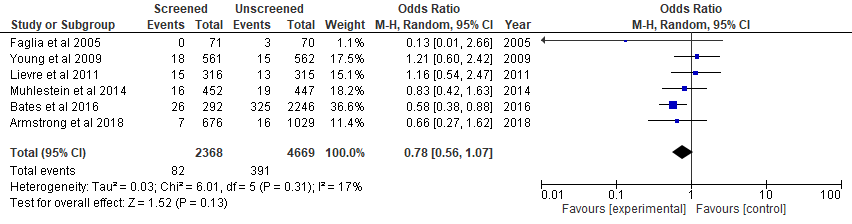 Screened Unscreened Odds Ratio Odds Ratio
Study or Subgroup Events Total Events Total Weight M-H, Random, 95% CI Year M-H, Random, 95% CI
Faglia et al 2005 0 71 3 70 1.1% 0.13 [0.01, 2.66] 2005
Young et al 2009 18 561 15 562 17.5% 1.21 [0.60, 2.42] 2009
Lievre et al 2011 15 316 13 315 15.1% 1.16 [0.54, 2.47] 2011
Muhlestein et al 2014 16 452 19 447 18.3% 0.83 [0.42, 1.63] 2014
Bates et al 2016 26 292 325 2246 36.6% 0.58 [0.38, 0.88] 2016
Armstrong et al 2018 7 676 16 1029 11.4% 0.66 [0.27, 1.62] 2018
Total (95% CI) 2368 4669 100.0% 0.78 [0.56, 1.07]
Total events 82 391
Heterogeneity: Tau² = 0.03; Chi² = 6.01, df = 5 (P = 0.31); I² = 17%
Test for overall effect: Z = 1.52 (P = 0.13)
0.01 0.1 1 10 100
Favours [experimental] Favours [control]